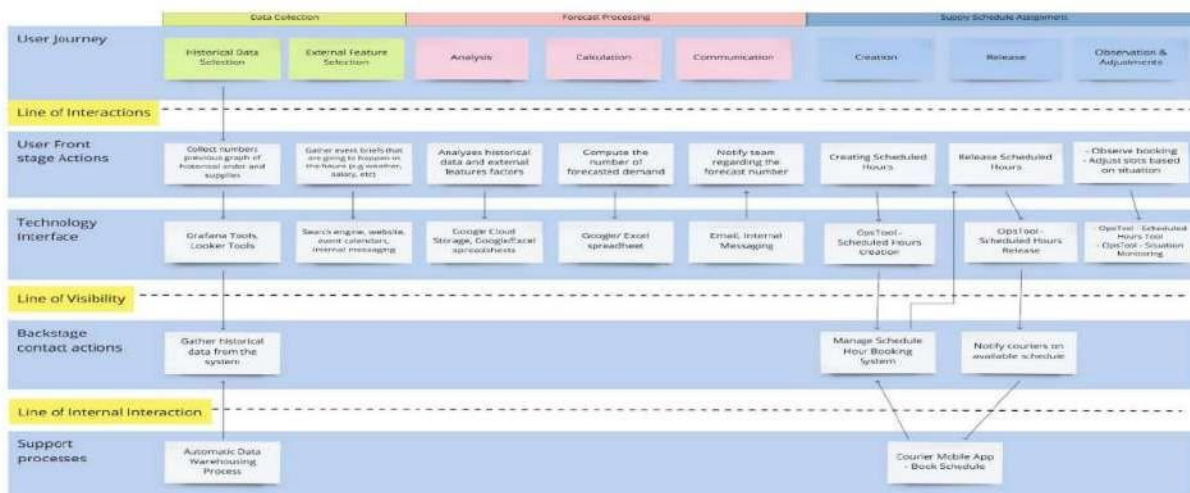 Data Collection
Forecast Processing
Supply Schedule Assignment
User Journey
Historical Data
Selection
External Feature
Selection
Analysis
Calculation
Communication
Creation
Release
Observation &
Adjustments
Line of Interactions
User Front
stage Actions
Collect numbers
previous graph of
historical order and
supplies
Gather event briefs that
are going to happen in
the future (e.g weather,
salary, etc)
Analyses historical
data and external
features factors
Compute the
number of
forecasted demand
Notify team
regarding the
forecast number
Creating Scheduled
Hours
Release Scheduled
Hours
- Observe booking
- Adjust slots based
on situation
Technology
Interface
Grafana Tools,
Looker Tools
Search engine, website,
event calendars,
internal messaging
Google Cloud
Storage, Google/Excel
spreadsheets
Google/ Excel
spreadheet
Email, Internal
Messaging
OpsTool -
Scheduled Hours
creation
OpsTool -
Scheduled Hours
Release
- OpsTool - Scheduled
Hours Tool
- OpsTool - Situation
Monitoring
Line of Visibility
Backstage
contact actions
Gather historical
data from the
system
Manage Schedule
Hour Booking
System
Notify couriers on
available schedule
Line of Internal Interaction
Support
processes
Automatic Data
Warehousing
Process
Courier Mobile App
- Book Schedule